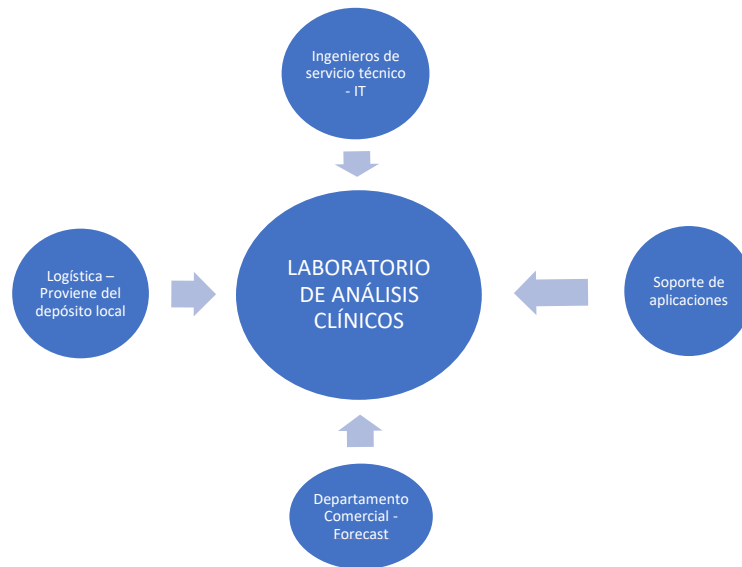 Ingenieros de
servicio técnico
- IT
LABORATORIO
DE ANÁLISIS
CLÍNICOS
Logística –
Proviene del
depósito local
Soporte de
aplicaciones
Departamento
Comercial -
Forecast